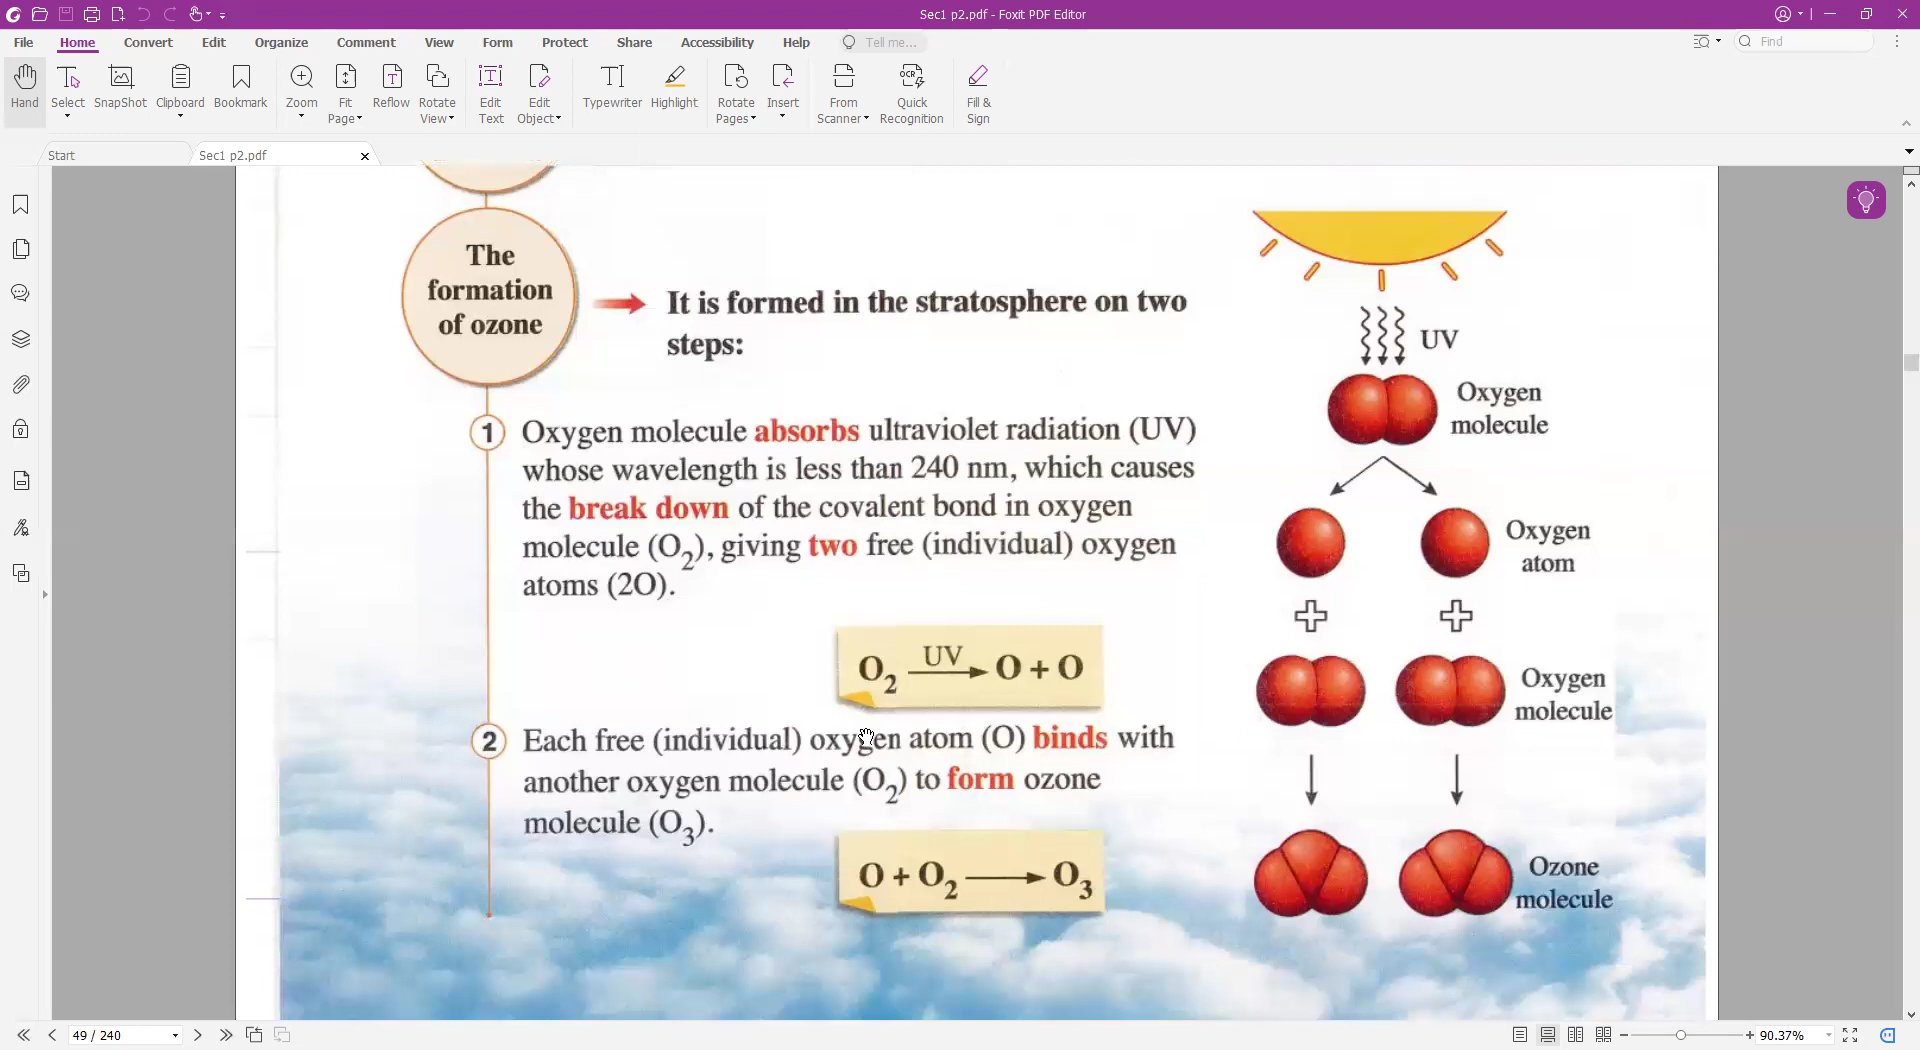 Sec1 p2.pdf - Foxit PDF Editor
File Home Convert Edit Organize Comment View Form Protect Share Accessibility Help Tell me... Find
Hand Select SnapShot Clipboard Bookmark Zoom Fit Page Reflow Rotate View Edit Text Edit Object Typewriter Highlight Rotate Pages Insert From Scanner Quick Recognition Fill & Sign
Start Sec1 p2.pdf
The
formation
of ozone
It is formed in the stratosphere on two
steps:
1 Oxygen molecule absorbs ultraviolet radiation (UV)
whose wavelength is less than 240 nm, which causes
the break down of the covalent bond in oxygen
molecule (O₂), giving two free (individual) oxygen
atoms (2O).
UV
O₂ → O + O
2 Each free (individual) oxygen atom (O) binds with
another oxygen molecule (O₂) to form ozone
molecule (O₃).
O + O₂ → O₃
UV
Oxygen
molecule
Oxygen
atom
Oxygen
molecule
Ozone
molecule
49 / 240
90.37%